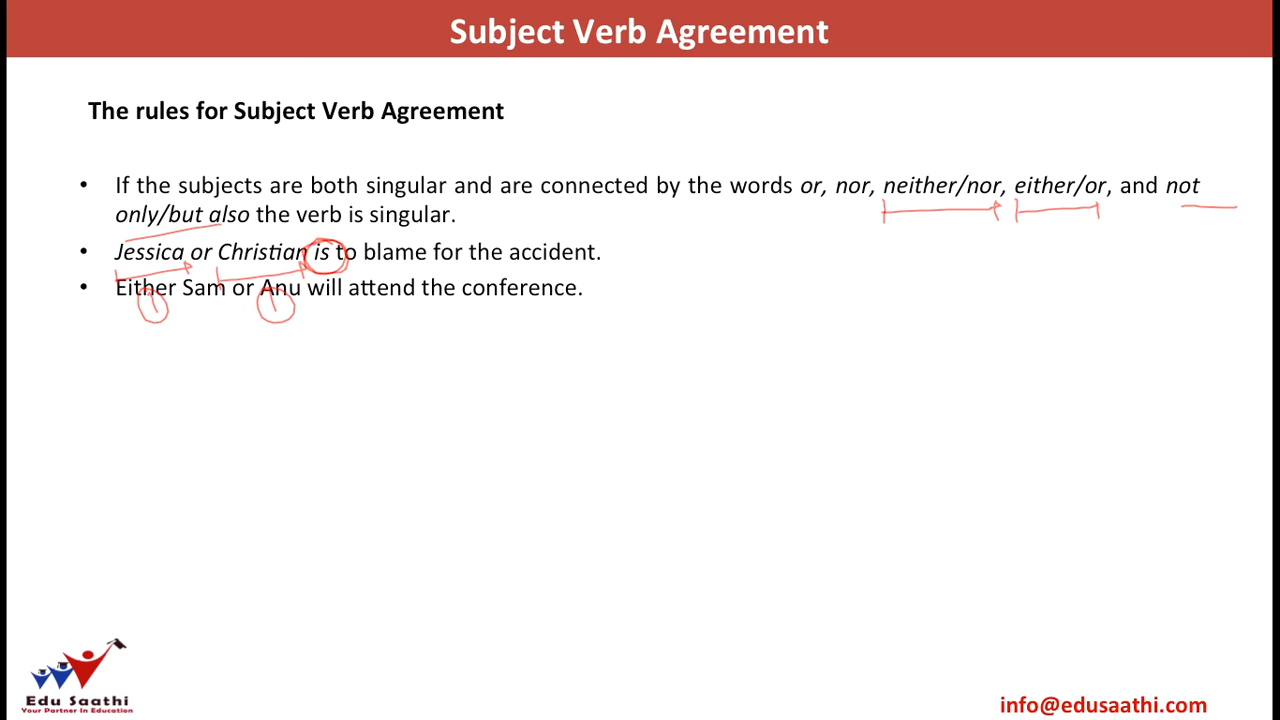 Subject Verb Agreement
The rules for Subject Verb Agreement
• If the subjects are both singular and are connected by the words or, nor, neither/nor, either/or, and not
only/but also the verb is singular.
• Jessica or Christian is to blame for the accident.
• Either Sam or Anu will attend the conference.
1 1
Edu Saathi
Your Partner In Education
info@edusaathi.com